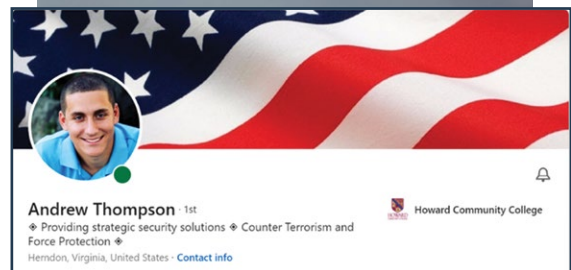 Andrew Thompson · 1st
◈ Providing strategic security solutions ◈ Counter Terrorism and
Force Protection ◈
Herndon, Virginia, United States · Contact info
Howard Community College